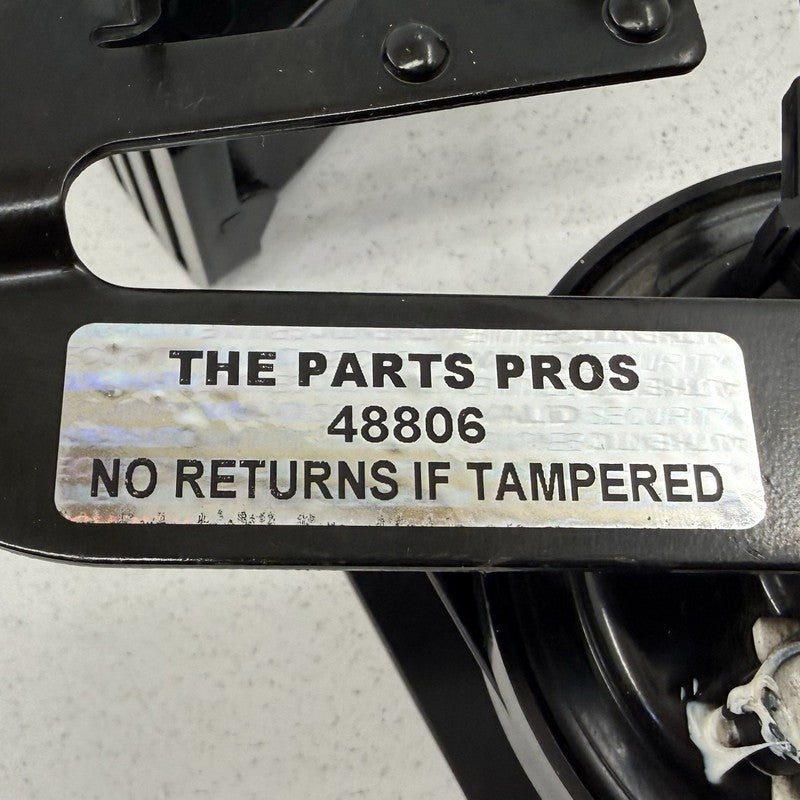 THE PARTS PROS
48806
NO RETURNS IF TAMPERED